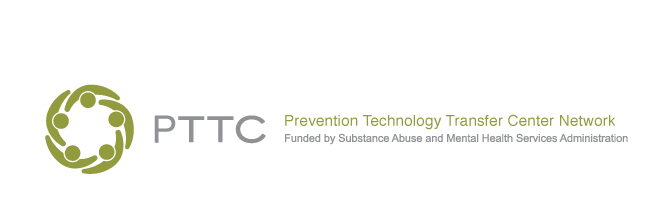 PTTC
Prevention Technology Transfer Center Network
Funded by Substance Abuse and Mental Health Services Administration